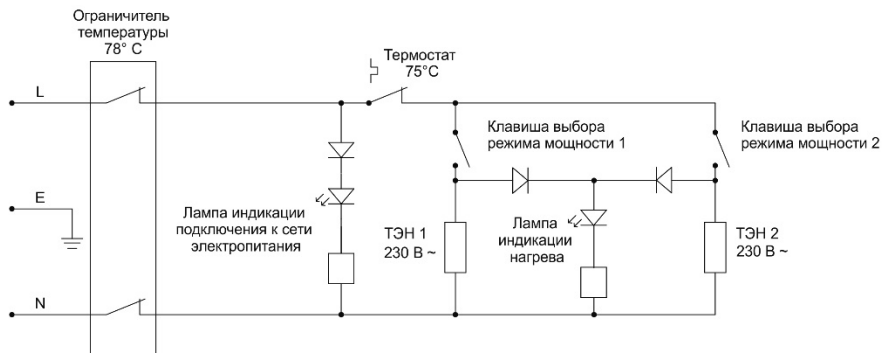 Ограничитель
температуры
78° C
Термостат
75°C
L
Клавиша выбора
режима мощности 1
Клавиша выбора
режима мощности 2
E
Лампа индикации
подключения к сети
электропитания
ТЭН 1
230 В ~
Лампа
индикации
нагрева
ТЭН 2
230 В ~
N